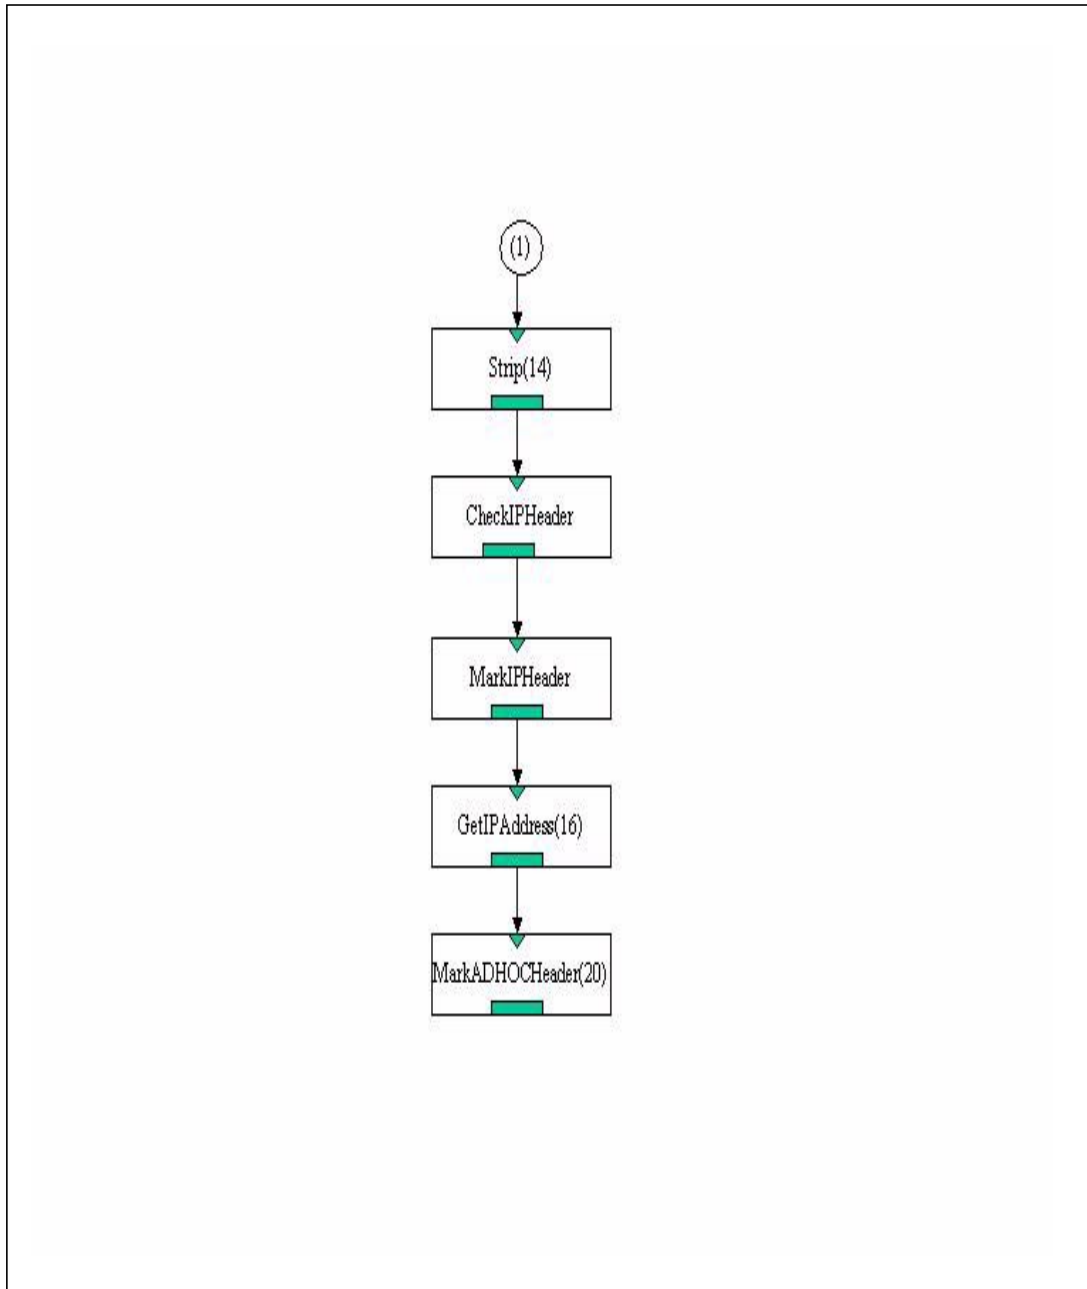 (1)
Strip(14)
CheckIPHeader
MarkIPHeader
GetIPAddress(16)
MarkADHOCHeader(20)